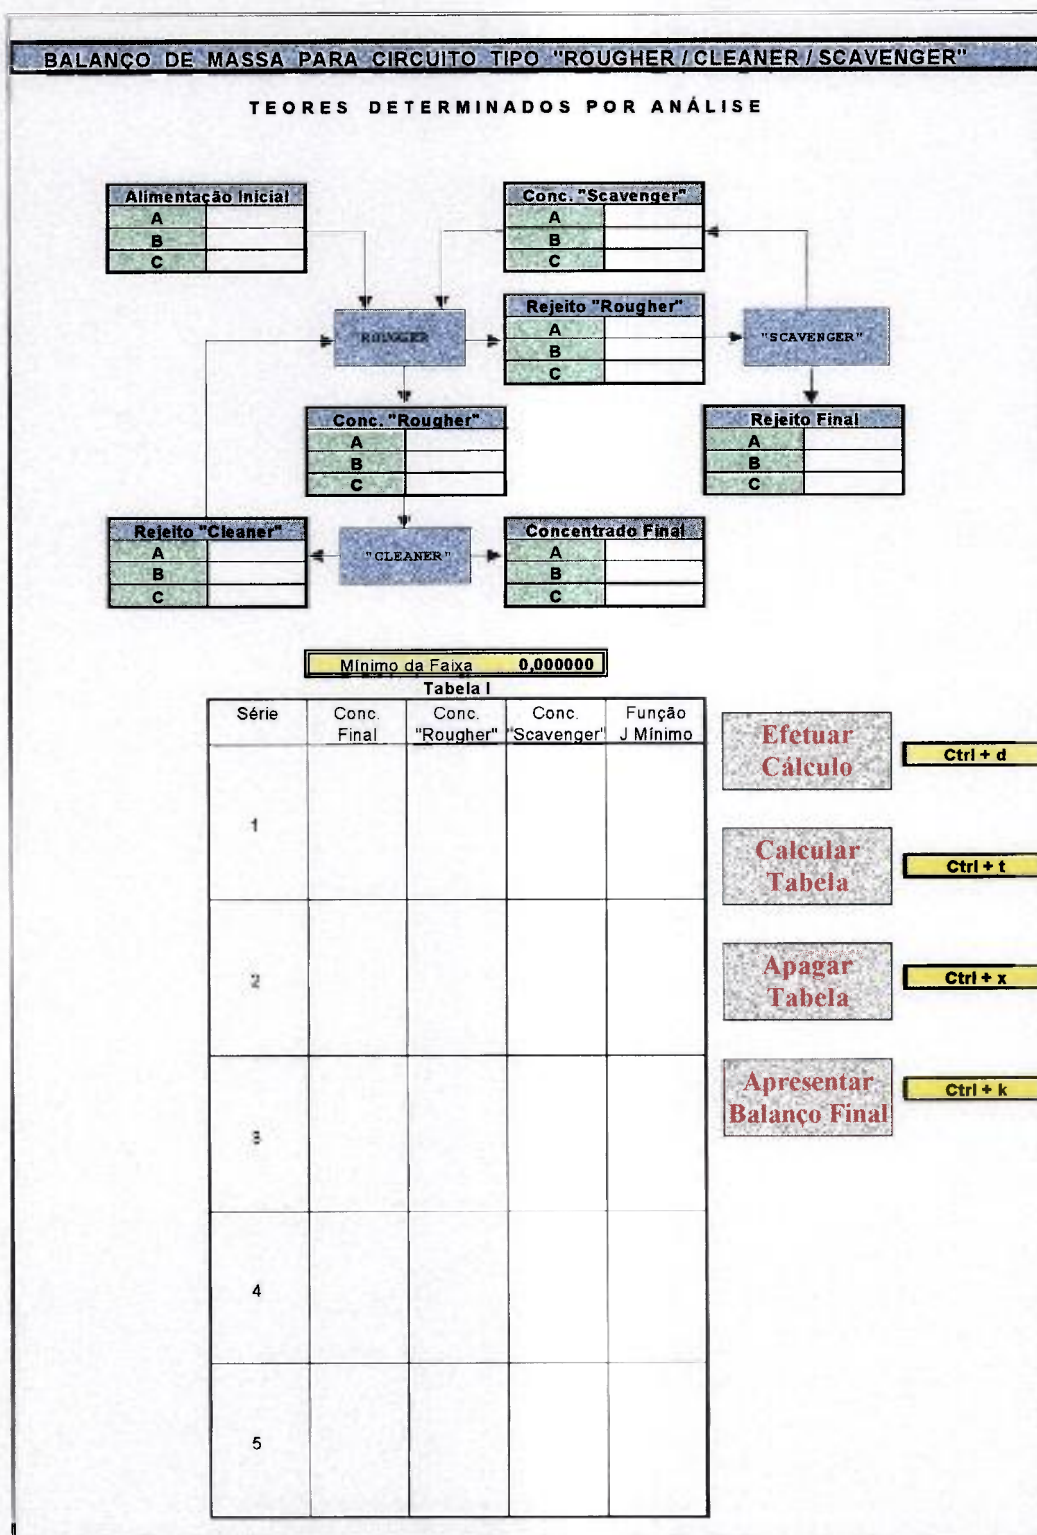 BALANÇO DE MASSA PARA CIRCUITO TIPO "ROUGHER / CLEANER / SCAVENGER"
TEORES DETERMINADOS POR ANÁLISE
Alimentação Inicial
A
B
C
Conc. "Scavenger"
A
B
C
"ROUGGER
Rejeito "Rougher"
A
B
C
"SCAVENGER"
Conc. "Rougher"
A
B
C
Rejeito Final
A
B
C
Rejeito "Cleaner"
A
B
C
"CLEANER"
Concentrado Final
A
B
C
Mínimo da Faixa 0,000000
Tabela I
Série Conc. Final Conc. "Rougher" Conc. "Scavenger" Função J Mínimo
1
2
3
4
5
Efetuar
Cálculo
Ctrl + d
Calcular
Tabela
Ctrl + t
Apagar
Tabela
Ctrl + x
Apresentar
Balanço Final
Ctrl + k